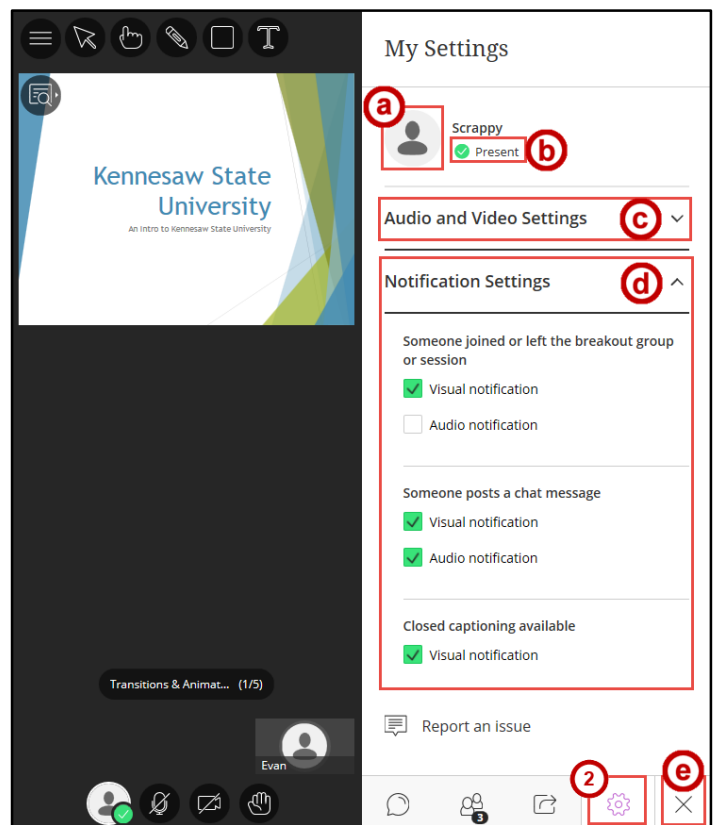 T
Kennesaw State
University
An Intro to Kennesaw State University
Transitions & Animat... (1/5)
Evan
My Settings
a
Scrappy
Present
b
Audio and Video Settings
c
Notification Settings
d
Someone joined or left the breakout group
or session
Visual notification
Audio notification
Someone posts a chat message
Visual notification
Audio notification
Closed captioning available
Visual notification
Report an issue
2
e
3